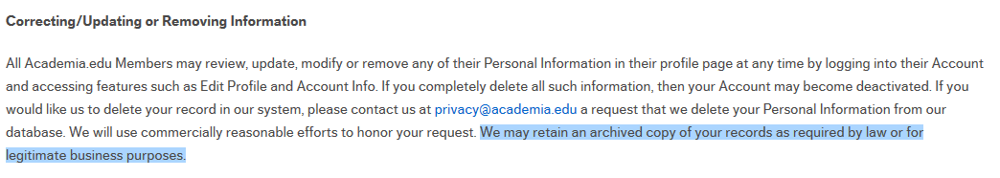 Correcting/Updating or Removing Information
All Academia.edu Members may review, update, modify or remove any of their Personal Information in their profile page at any time by logging into their Account
and accessing features such as Edit Profile and Account Info. If you completely delete all such information, then your Account may become deactivated. If you
would like us to delete your record in our system, please contact us at privacy@academia.edu a request that we delete your Personal Information from our
database. We will use commercially reasonable efforts to honor your request. We may retain an archived copy of your records as required by law or for
legitimate business purposes.